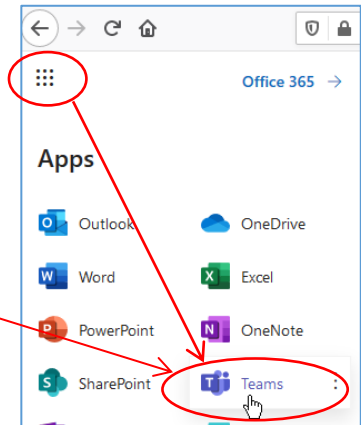 Office 365 →
Apps
Outlook OneDrive
Word Excel
PowerPoint OneNote
SharePoint Teams